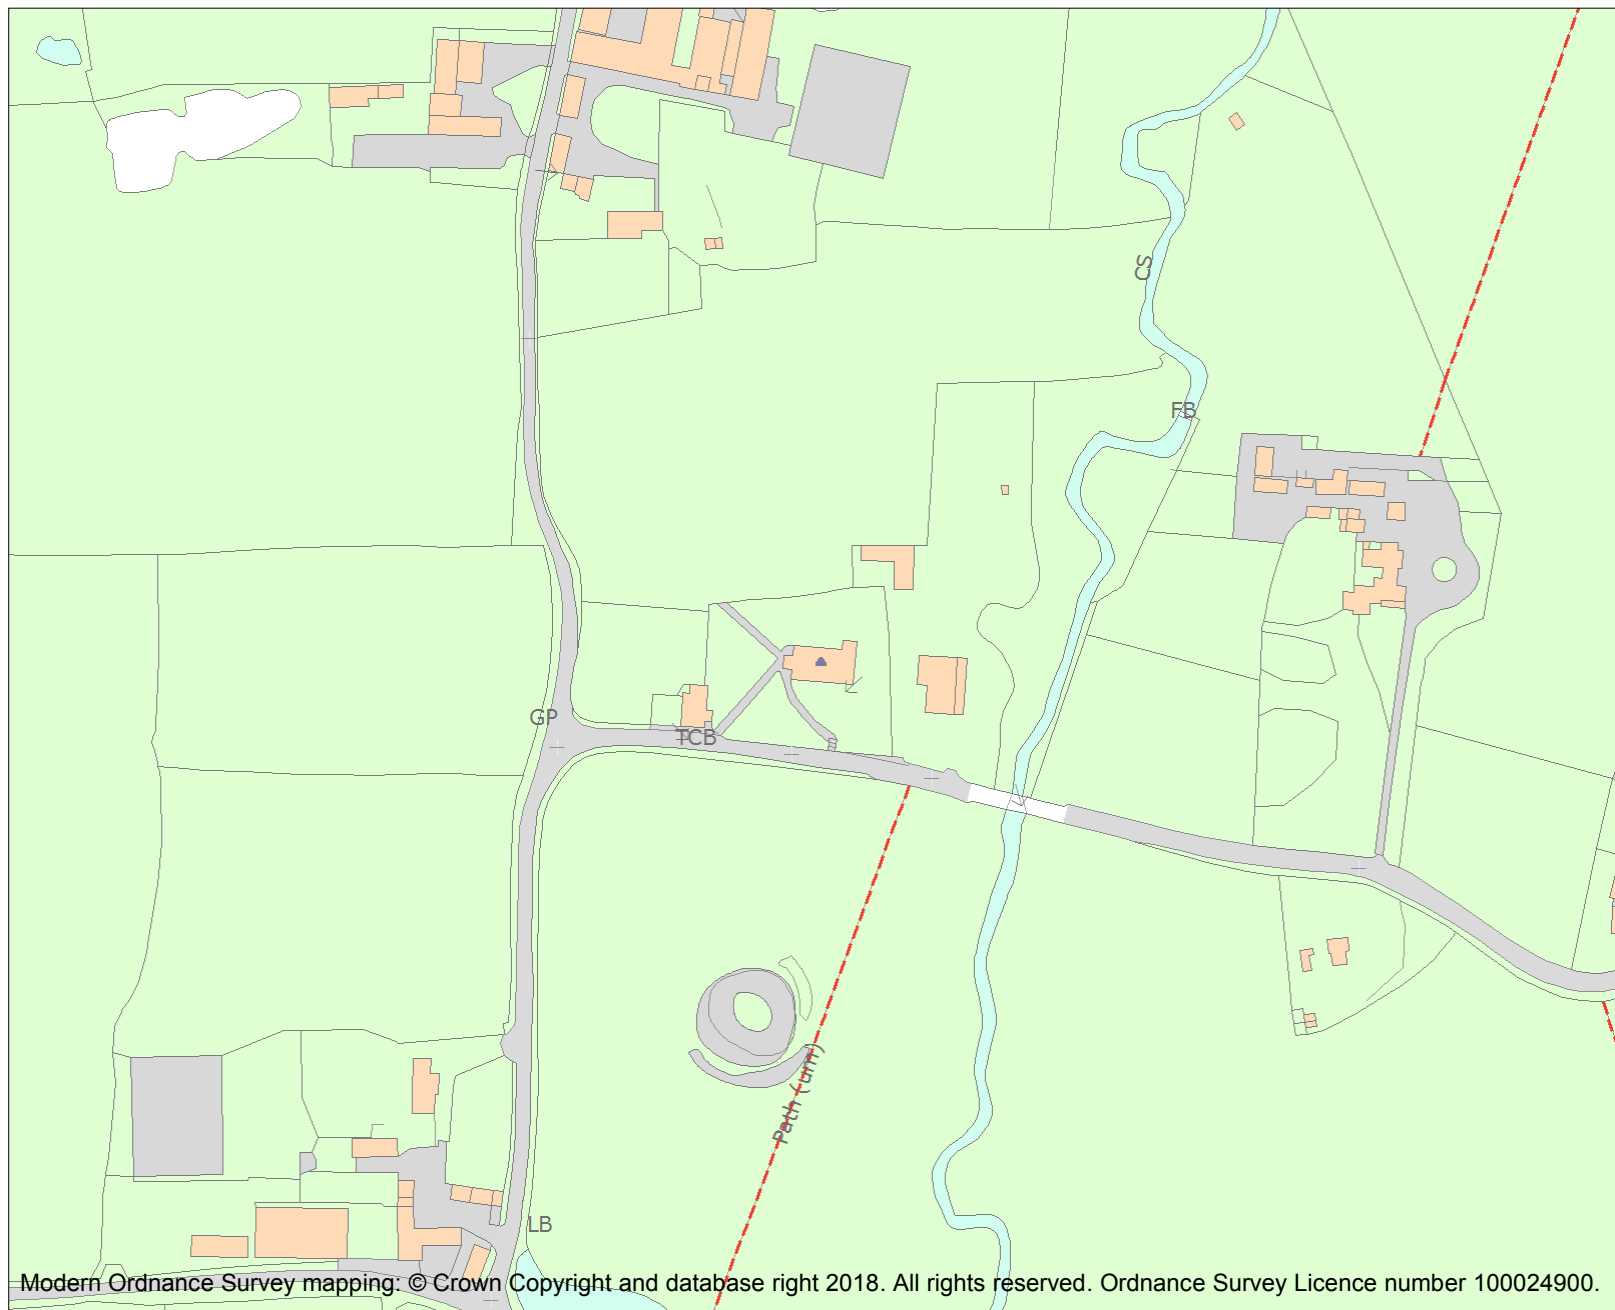 CS
FB
GP
TCB
Path (um)
LB
Modern Ordnance Survey mapping: © Crown Copyright and database right 2018. All rights reserved. Ordnance Survey Licence number 100024900.